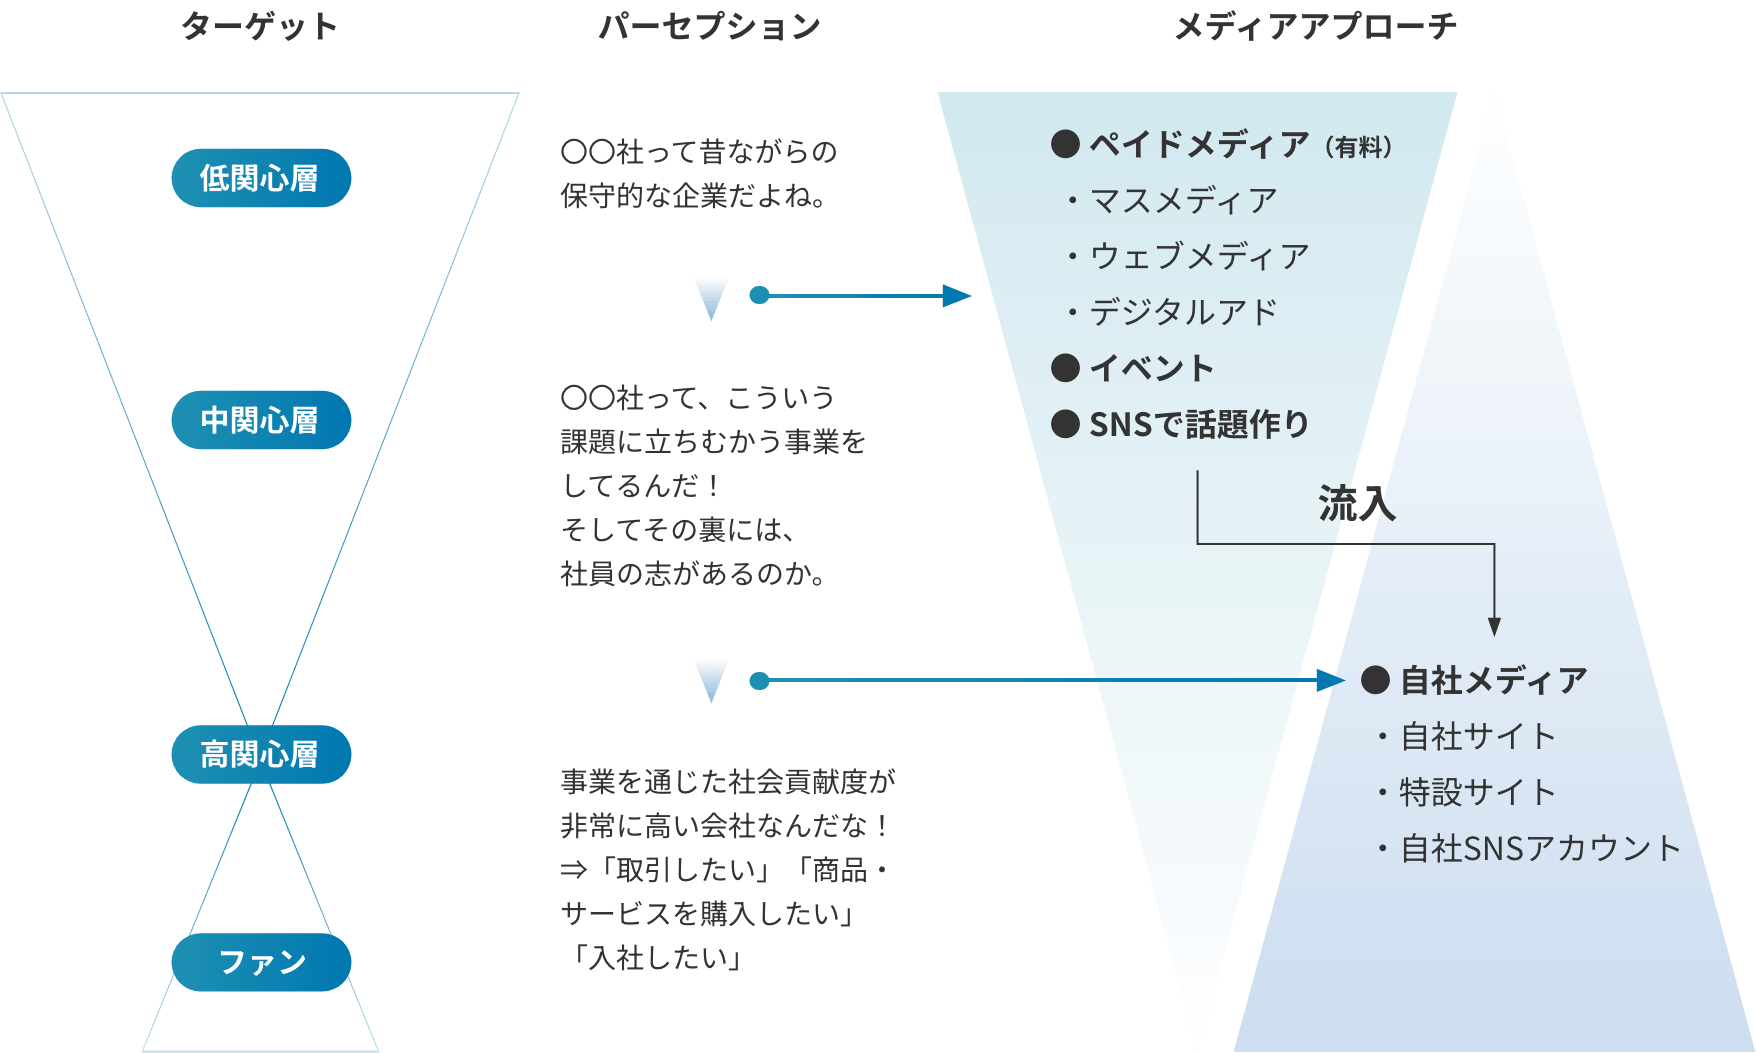 ターゲット
パーセプション
メディアアプローチ
低関心層
中関心層
高関心層
ファン
〇〇社って昔ながらの
保守的な企業だよね。
〇〇社って、こういう
課題に立ちむかう事業を
してるんだ！
そしてその裏には、
社員の志があるのか。
事業を通じた社会貢献度が
非常に高い会社なんだな！
⇒「取引したい」「商品・
サービスを購入したい」
「入社したい」
● ペイドメディア（有料）
・マスメディア
・ウェブメディア
・デジタルアド
● イベント
● SNSで話題作り
流入
● 自社メディア
・自社サイト
・特設サイト
・自社SNSアカウント